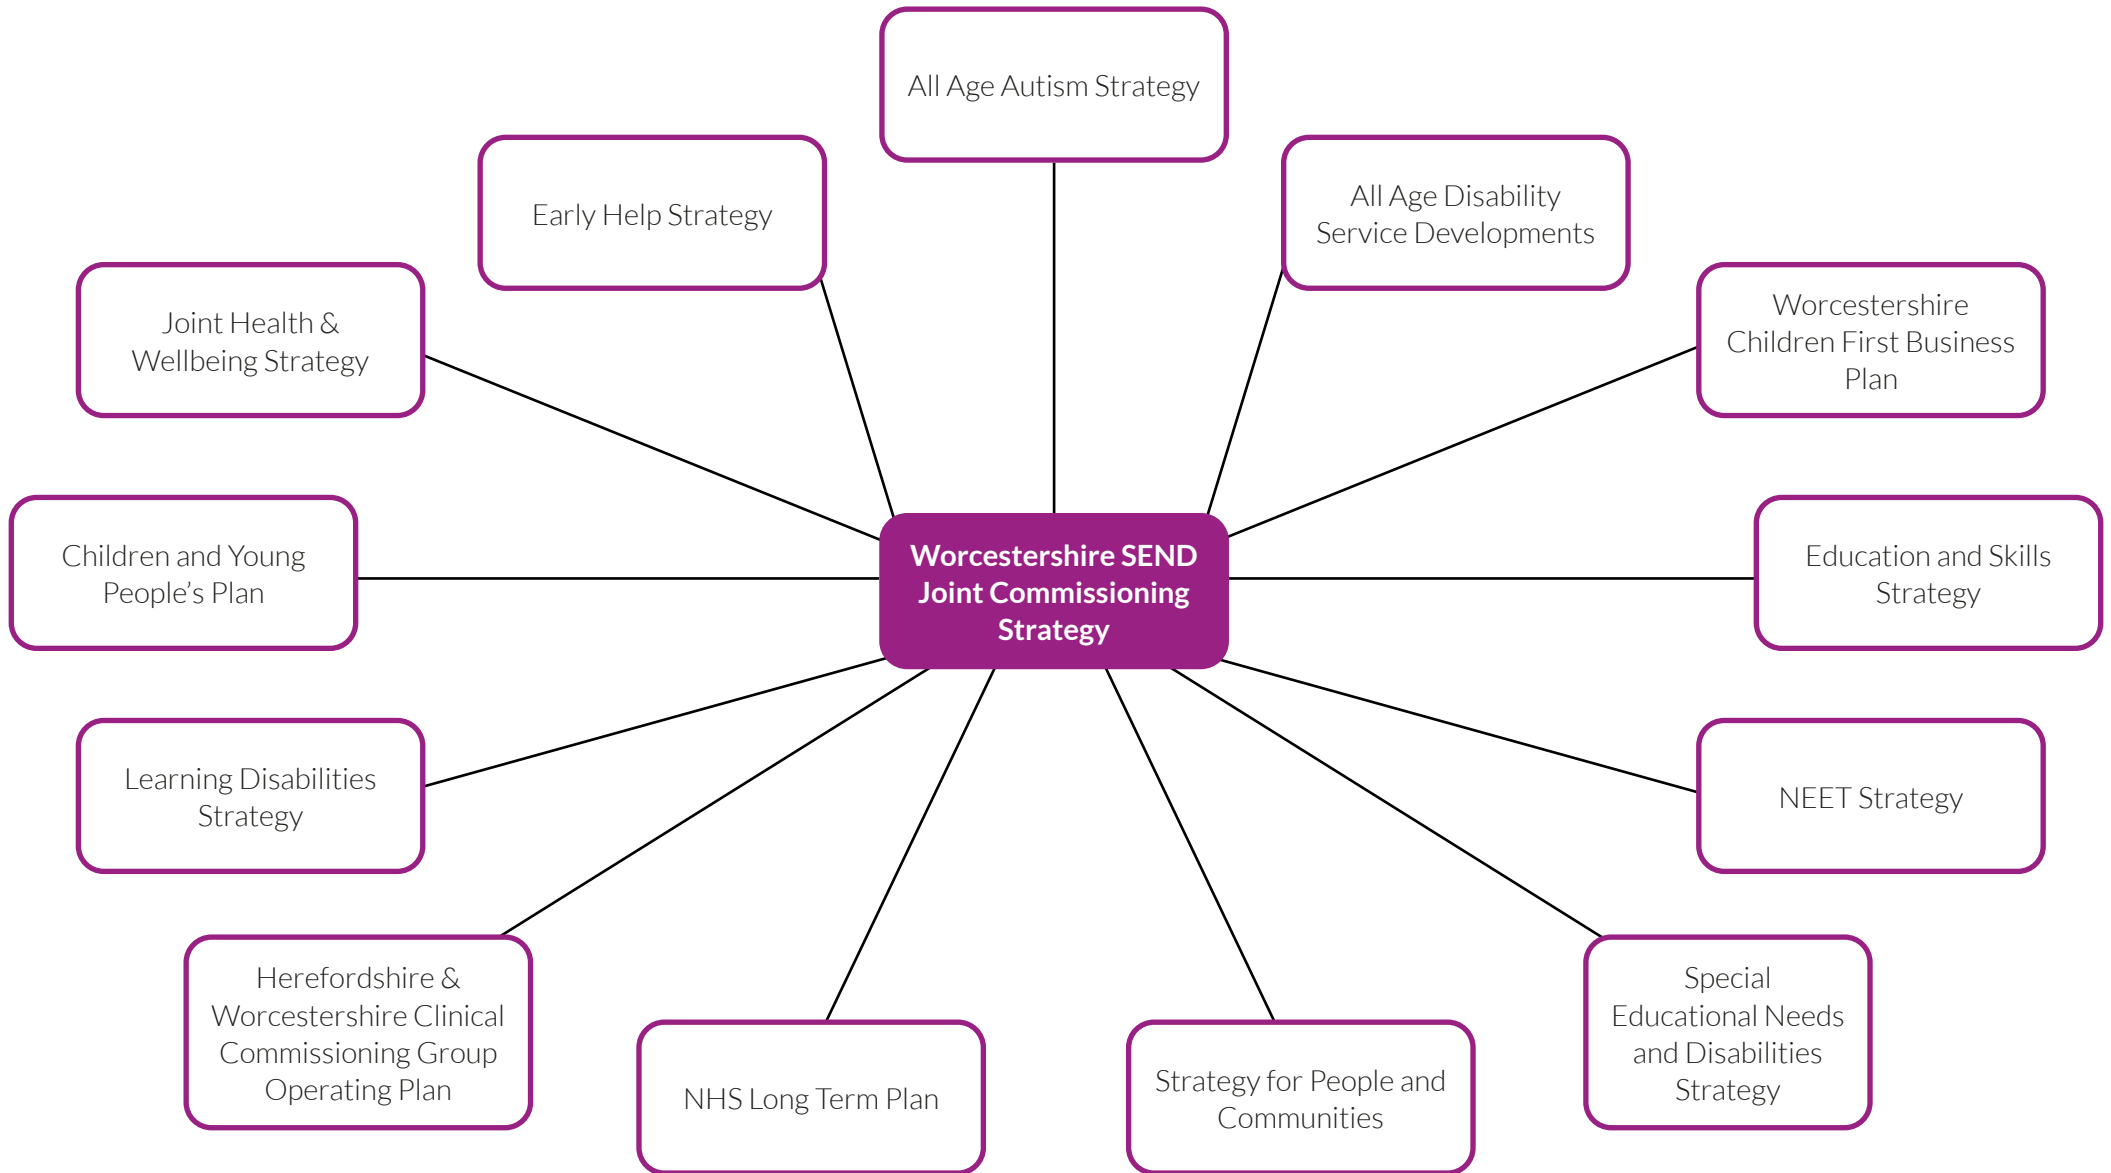 All Age Autism Strategy
Early Help Strategy
All Age Disability
Service Developments
Joint Health &
Wellbeing Strategy
Worcestershire
Children First Business
Plan
Children and Young
People’s Plan
Worcestershire SEND
Joint Commissioning
Strategy
Education and Skills
Strategy
Learning Disabilities
Strategy
NEET Strategy
Herefordshire &
Worcestershire Clinical
Commissioning Group
Operating Plan
NHS Long Term Plan
Strategy for People and
Communities
Special
Educational Needs
and Disabilities
Strategy